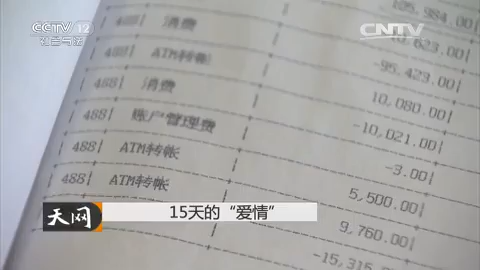 CCTV 12
社会与法
CNTV
105,984.00
488 消费
488 ATM转帐
-95,423.00
488 消费
10,080.00
488 账户管理费
-10,021.00
488 ATM转帐
-3.00
488 ATM转帐
5,500.00
9,760.00
-15,315.00
天网
15天的“爱情”